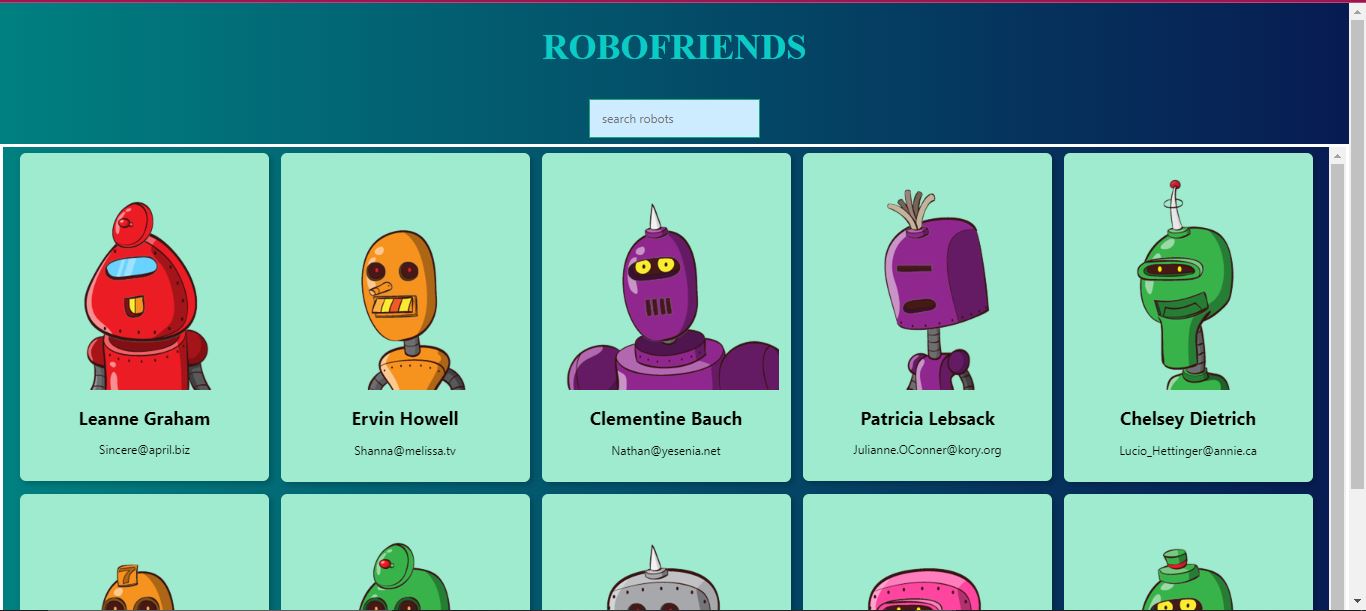 ROBOFRIENDS
search robots
Leanne Graham
Ervin Howell
Clementine Bauch
Patricia Lebsack
Chelsey Dietrich
Sincere@april.biz
Shanna@melissa.tv
Nathan@yesenia.net
Julianne.OConner@kory.org
Lucio_Hettinger@annie.ca
7